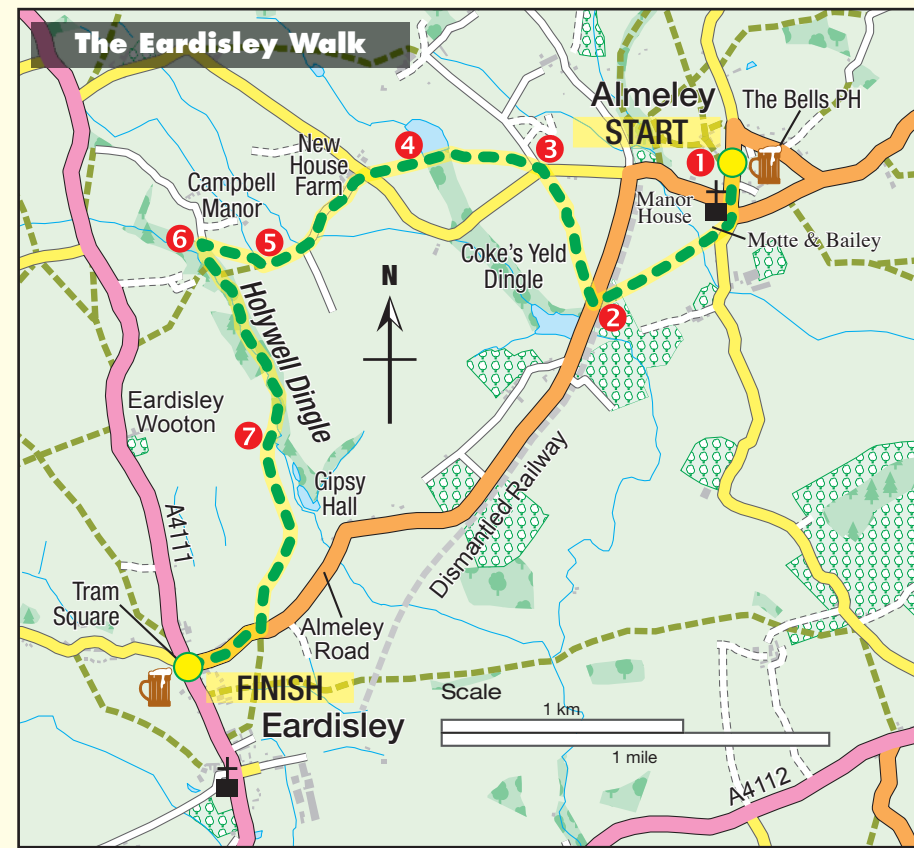 The Eardisley Walk
Almeley
START
The Bells PH
1
Manor
House
Motte & Bailey
New
House
Farm
4
3
Campbell
Manor
6
5
Coke's Yeld
Dingle
2
N
Holywell Dingle
Eardisley
Wooton
7
Gipsy
Hall
A4111
Dismantled Railway
Tram
Square
Almeley
Road
FINISH
Eardisley
Scale
1 km
1 mile
A4112